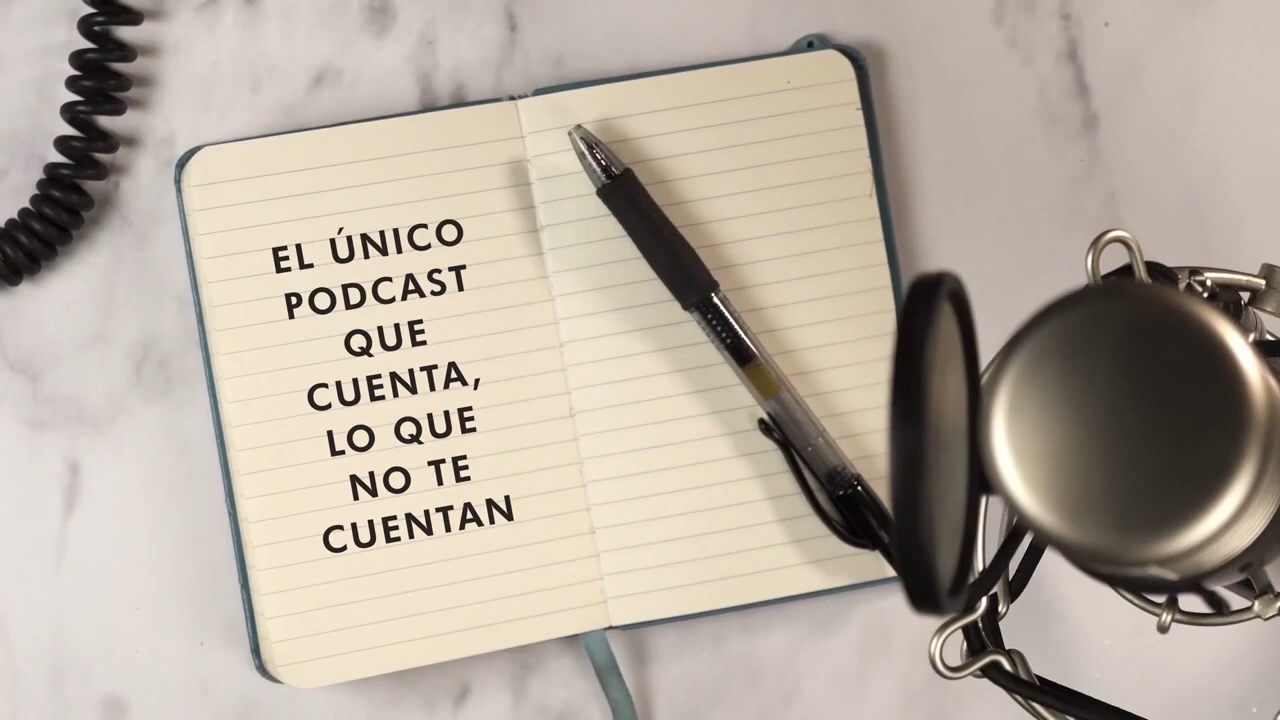 EL ÚNICO
PODCAST
QUE
CUENTA,
LO QUE
NO TE
CUENTAN